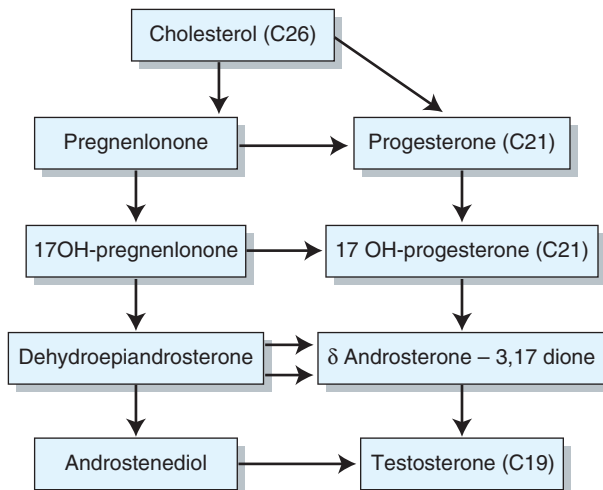 Cholesterol (C26)
Pregnenlonone
Progesterone (C21)
17OH-pregnenlonone
17 OH-progesterone (C21)
Dehydroepiandrosterone
δ Androsterone – 3,17 dione
Androstenediol
Testosterone (C19)